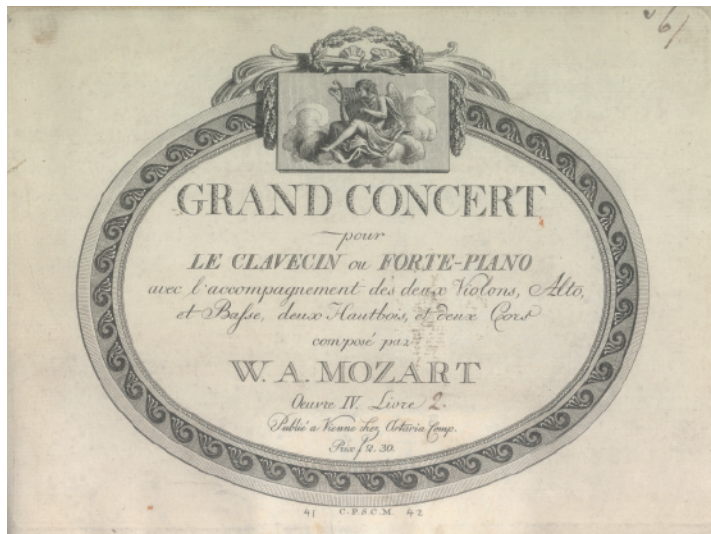 GRAND CONCERT
pour
LE CLAVECIN ou FORTE-PIANO
avec l'accompagnement des deux Violons, Alto,
et Basse, deux Hautbois, et deux Cors
composé par
W. A. MOZART
Oeuvre IV. Livre 2.
Publié a Vienne chez Artaria Comp.
Prix f 2. 30.
41 C.P.S.C.M. 42